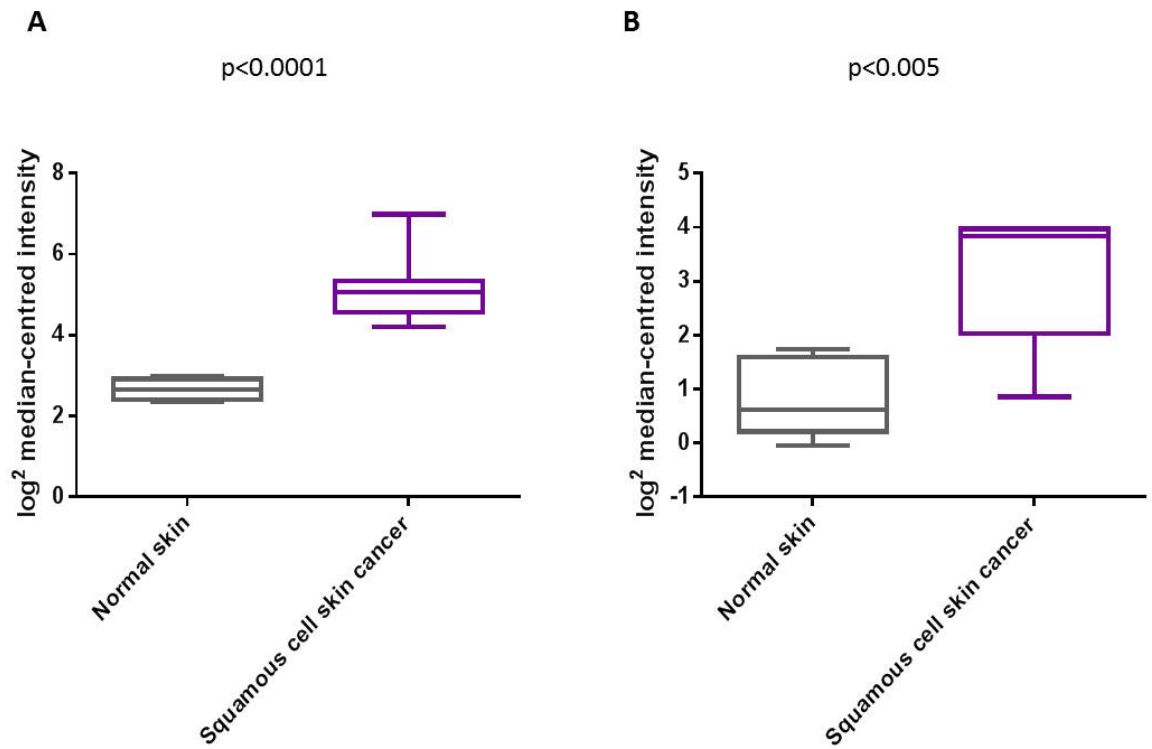 A
p<0.0001
log² median-centred intensity
8
6
4
2
0
Normal skin
Squamous cell skin cancer
B
p<0.005
log² median-centred intensity
5
4
3
2
1
0
-1
Normal skin
Squamous cell skin cancer